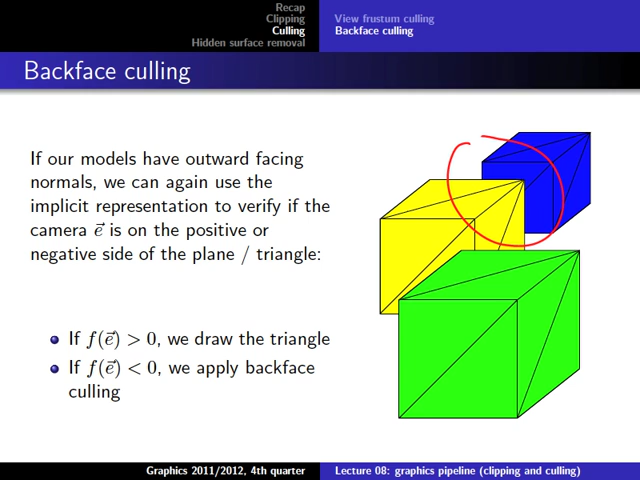 Recap
Clipping
Culling
Hidden surface removal
View frustum culling
Backface culling
Backface culling
If our models have outward facing
normals, we can again use the
implicit representation to verify if the
camera e⃗ is on the positive or
negative side of the plane / triangle:
If f(e⃗) > 0, we draw the triangle
If f(e⃗) < 0, we apply backface
culling
Graphics 2011/2012, 4th quarter
Lecture 08: graphics pipeline (clipping and culling)